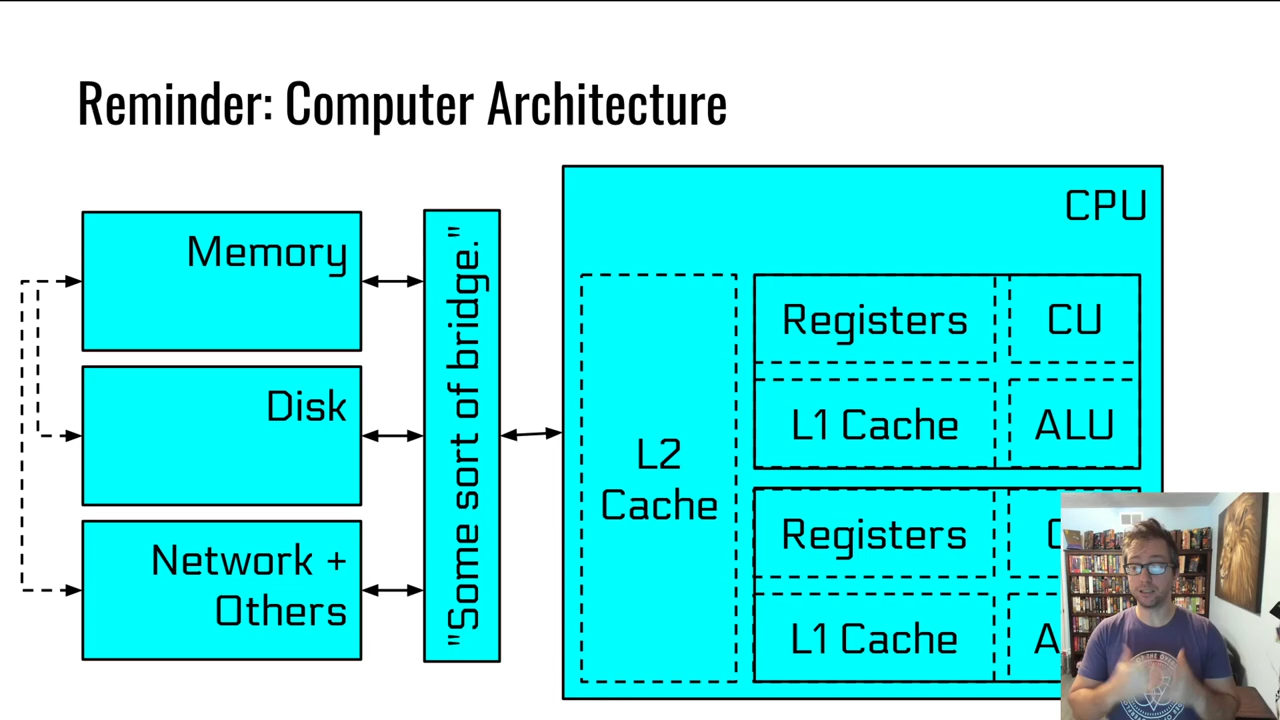 Reminder: Computer Architecture
Memory
Disk
Network +
Others
"Some sort of bridge."
CPU
L2
Cache
Registers
CU
L1 Cache
ALU
Registers
L1 Cache